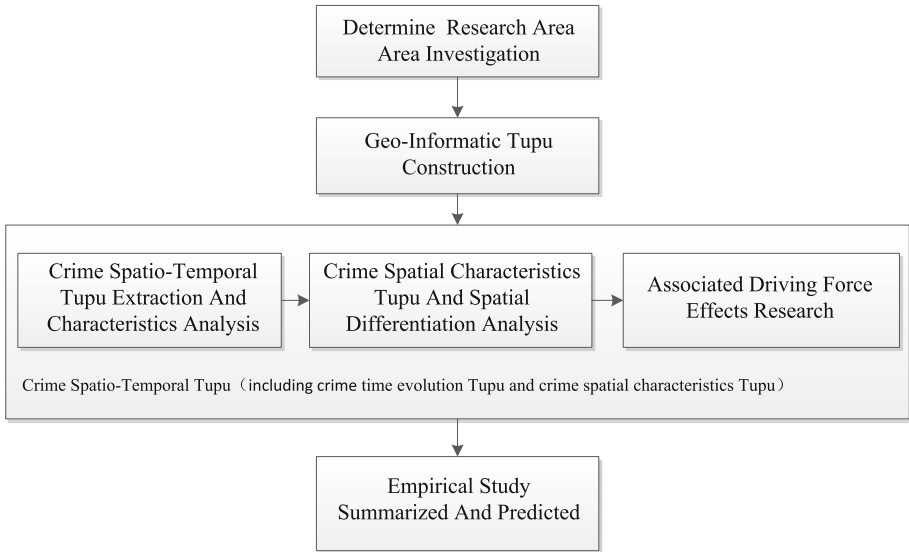 Determine Research Area
Area Investigation
Geo-Informatic Tupu
Construction
Crime Spatio-Temporal
Tupu Extraction And
Characteristics Analysis
Crime Spatial Characteristics
Tupu And Spatial
Differentiation Analysis
Associated Driving Force
Effects Research
Crime Spatio-Temporal Tupu（including crime time evolution Tupu and crime spatial characteristics Tupu）
Empirical Study
Summarized And Predicted